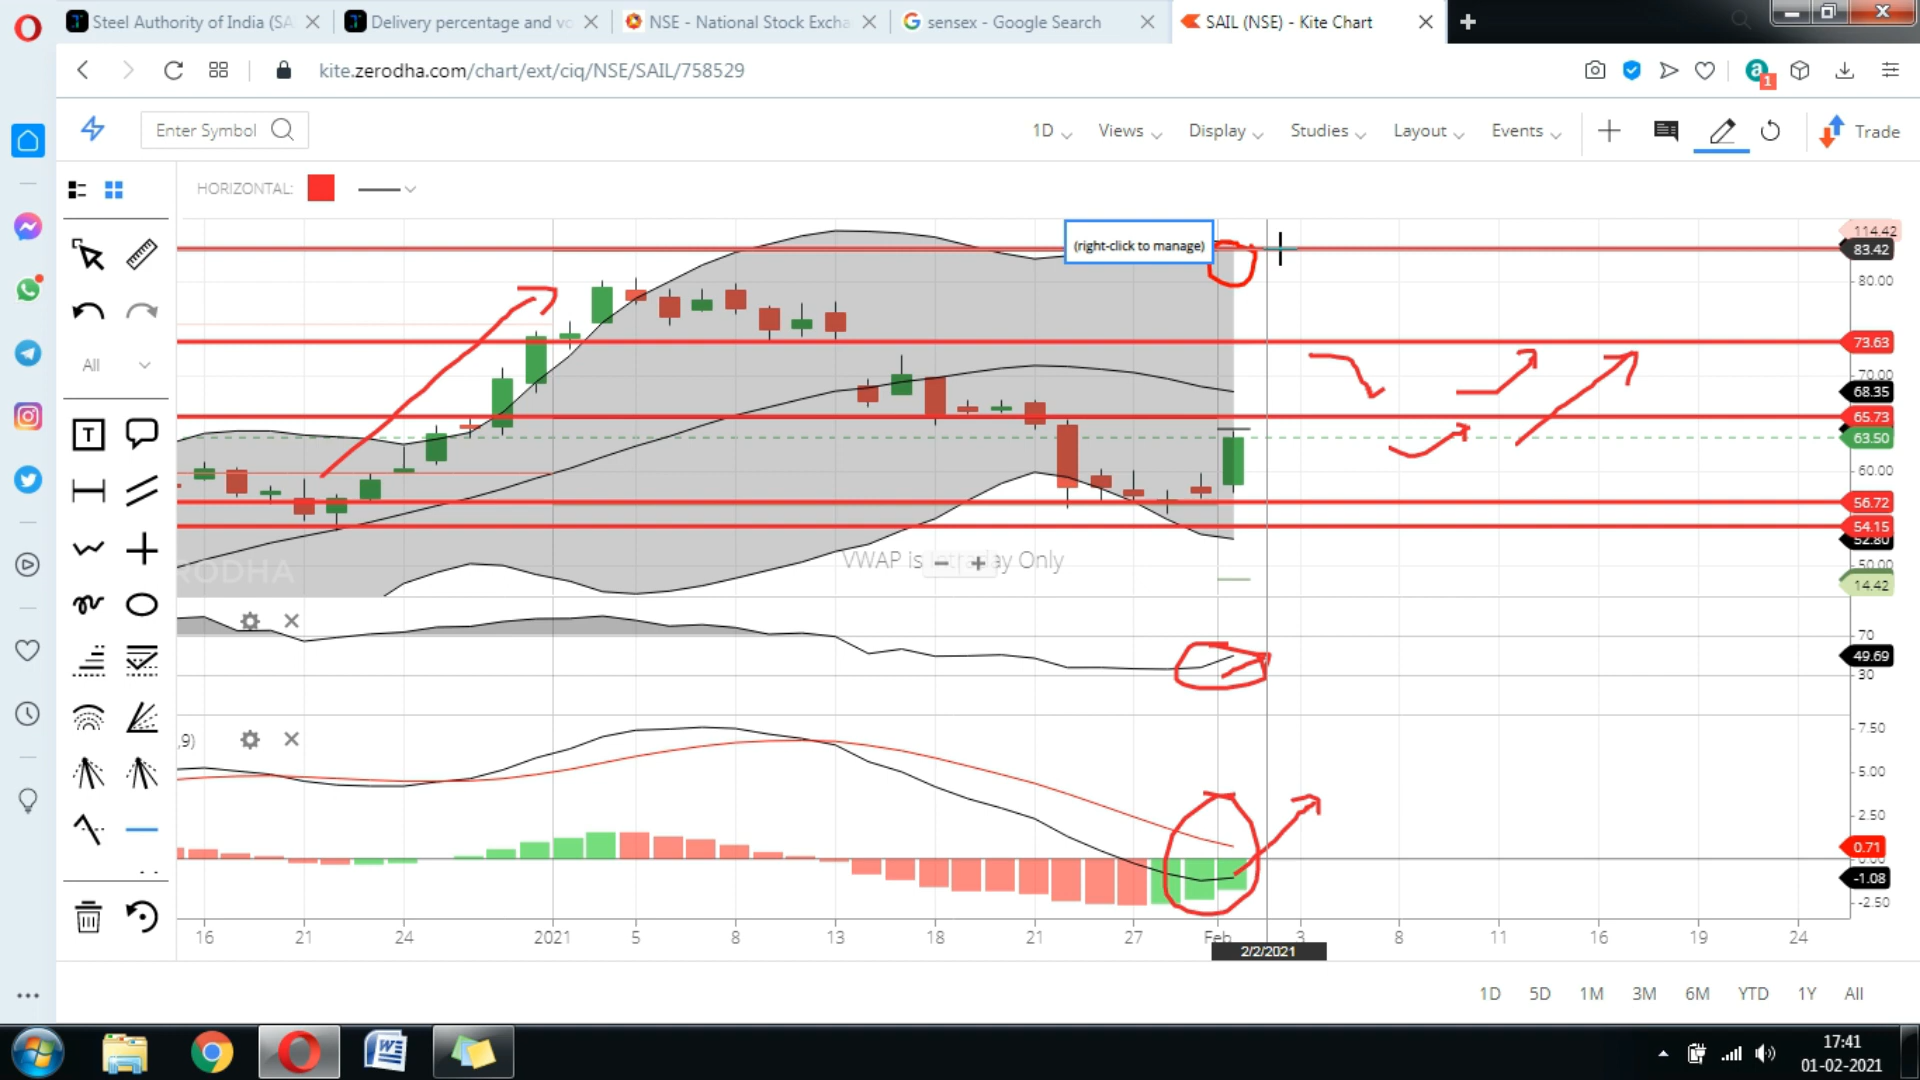 Steel Authority of India (SA
Delivery percentage and vo
NSE - National Stock Excha
sensex - Google Search
SAIL (NSE) - Kite Chart
kite.zerodha.com/chart/ext/ciq/NSE/SAIL/758529
1
Enter Symbol
1D
Views
Display
Studies
Layout
Events
Trade
HORIZONTAL:
(right-click to manage)
114.42
83.42
80.00
73.63
70.00
68.35
65.73
63.50
60.00
56.72
54.15
52.80
50.00
14.42
All
T
VWAP is Intraday Only
RODHA
70
49.69
30
,9)
7.50
5.00
2.50
0.71
0.00
-1.08
-2.50
16
21
24
2021
5
8
13
18
21
27
Feb
3
8
11
16
19
24
2/2/2021
1D
5D
1M
3M
6M
YTD
1Y
All
17:41
01-02-2021